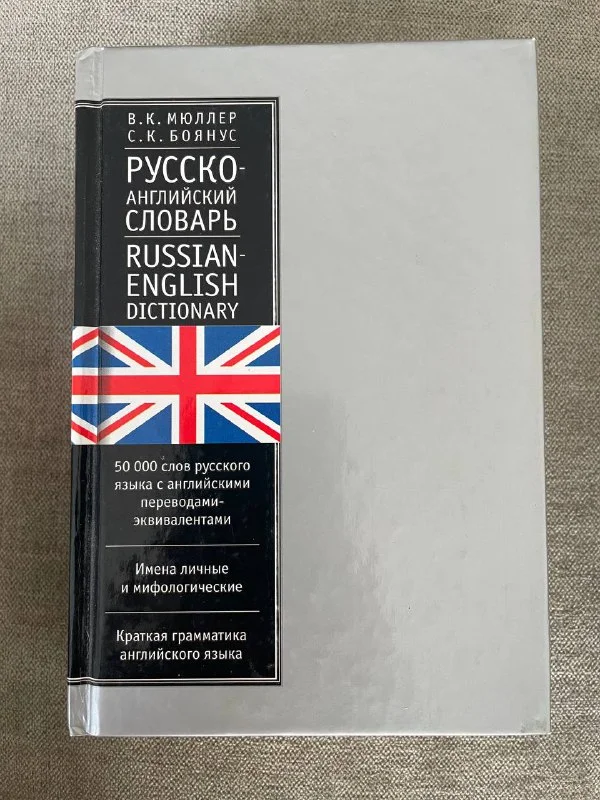 В. К. МЮЛЛЕР
С. К. БОЯНУС
РУССКО-
АНГЛИЙСКИЙ
СЛОВАРЬ
RUSSIAN-
ENGLISH
DICTIONARY
50 000 слов русского
языка с английскими
переводами-
эквивалентами
Имена личные
и мифологические
Краткая грамматика
английского языка